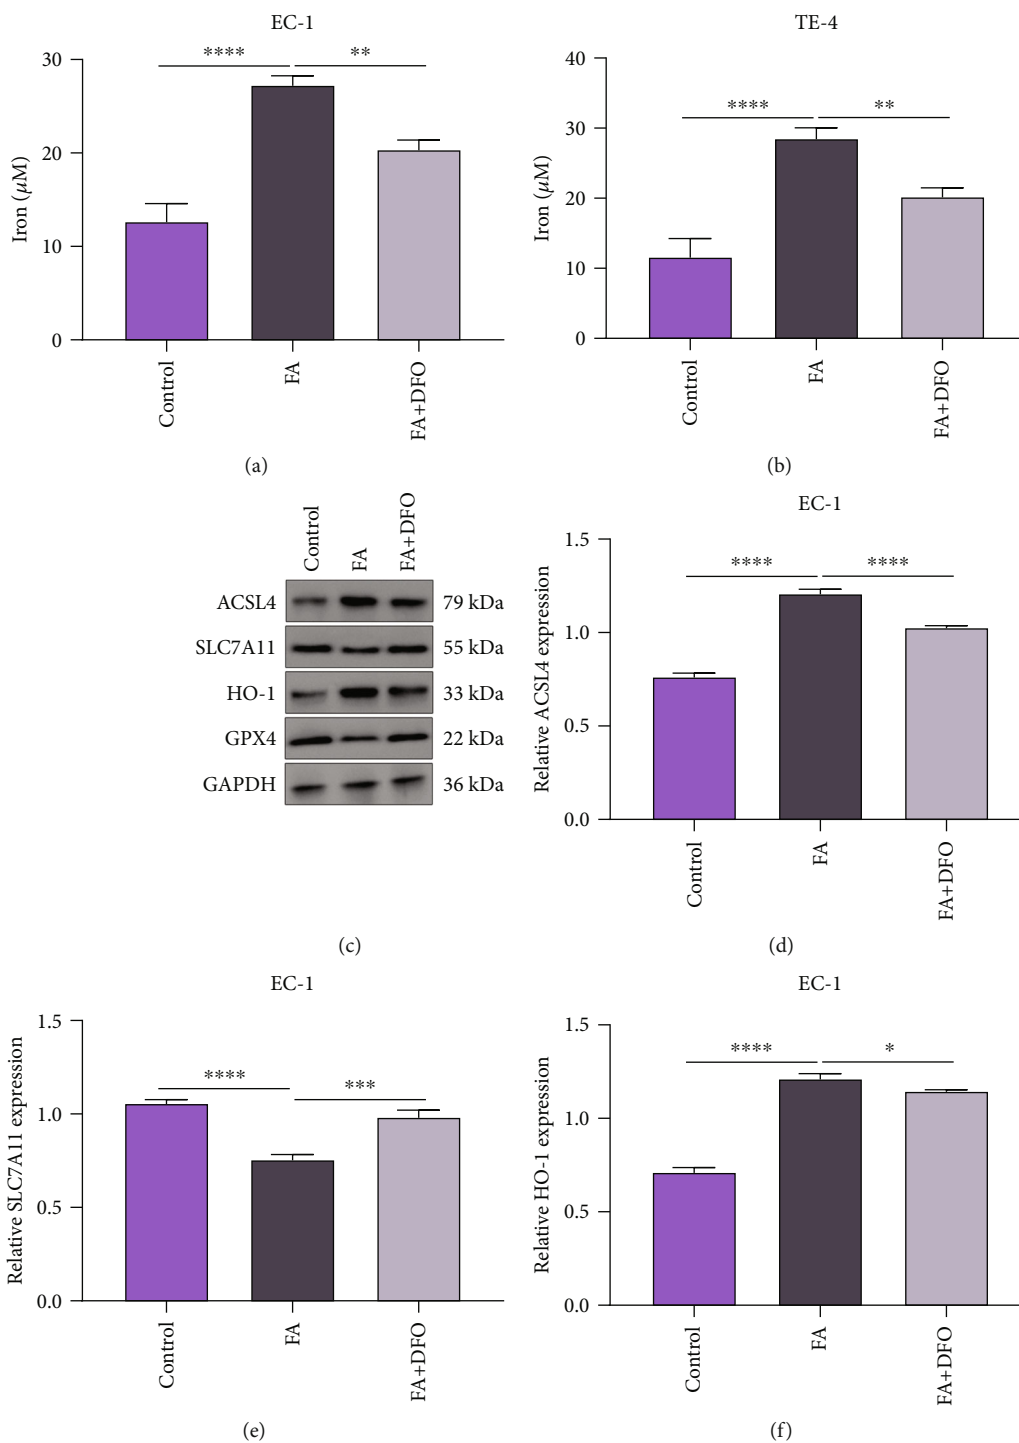 EC-1
Iron (μM)
30
20
10
0
**** **
Control
FA
FA+DFO
(a)
TE-4
Iron (μM)
40
30
20
10
0
**** **
Control
FA
FA+DFO
(b)
Control
FA
FA+DFO
ACSL4 79 kDa
SLC7A11 55 kDa
HO-1 33 kDa
GPX4 22 kDa
GAPDH 36 kDa
(c)
EC-1
Relative ACSL4 expression
1.5
1.0
0.5
0.0
**** ****
Control
FA
FA+DFO
(d)
EC-1
Relative SLC7A11 expression
1.5
1.0
0.5
0.0
**** ***
Control
FA
FA+DFO
(e)
EC-1
Relative HO-1 expression
1.5
1.0
0.5
0.0
**** *
Control
FA
FA+DFO
(f)